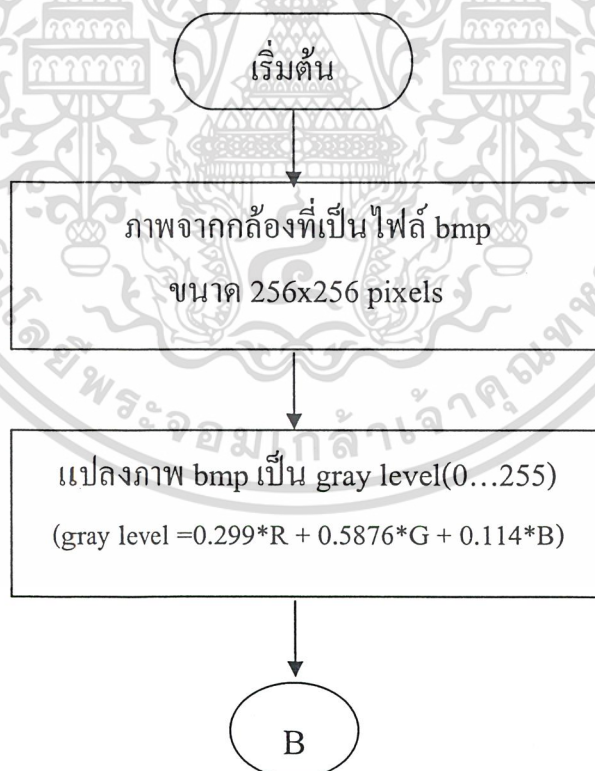 เริ่มต้น
ภาพจากกล้องที่เป็นไฟล์ bmp
ขนาด 256x256 pixels
แปลงภาพ bmp เป็น gray level(0...255)
(gray level =0.299*R + 0.5876*G + 0.114*B)
B